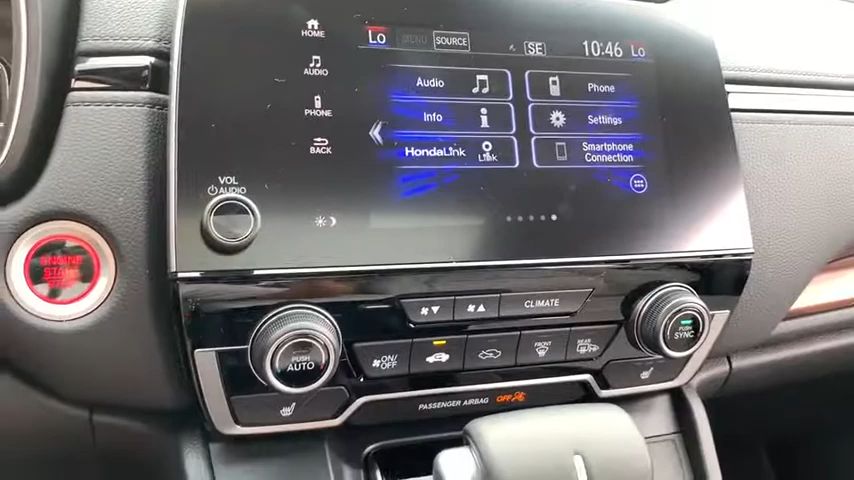 HOME
Lo
MENU
SOURCE
SE
10:46
Lo
AUDIO
Audio
Phone
PHONE
Info
Settings
BACK
HondaLink
Link
Smartphone
Connection
VOL
AUDIO
ENGINE
START
STOP
CLIMATE
PUSH
AUTO
ON
OFF
FRONT
REAR
PUSH
SYNC
PASSENGER AIRBAG
OFF